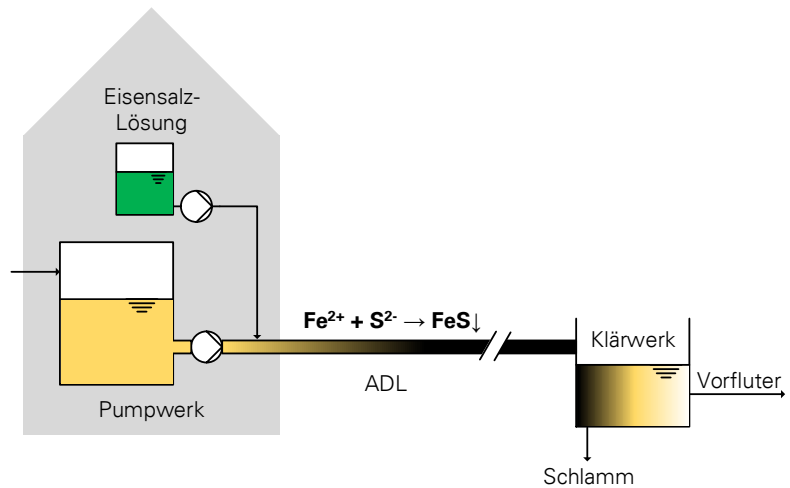 Eisensalz-
Lösung
Fe²⁺ + S²⁻ → FeS↓
Klärwerk
ADL
Vorfluter
Pumpwerk
Schlamm